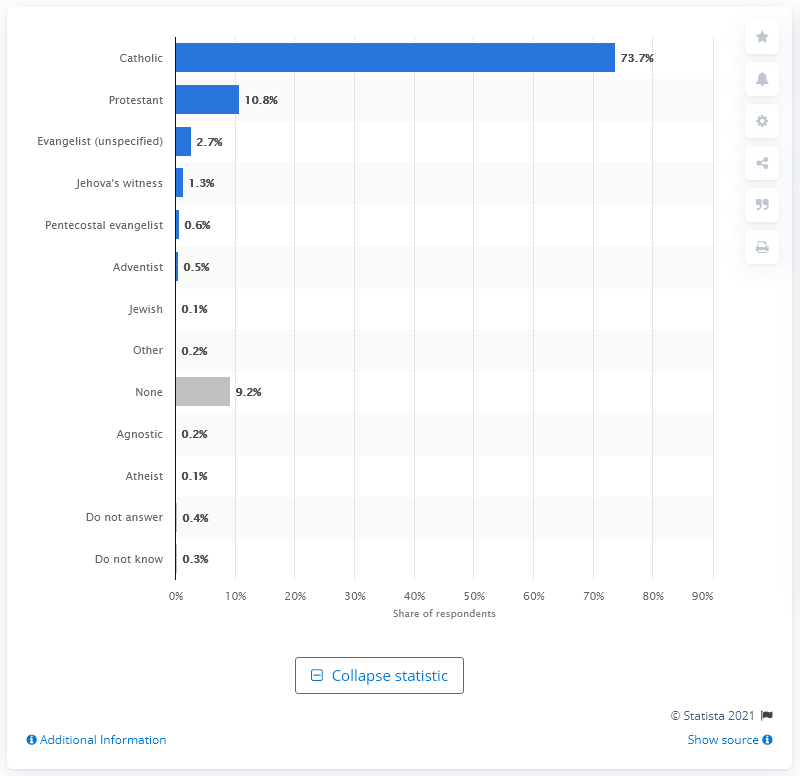 Catholic 73.7%
Protestant 10.8%
Evangelist (unspecified) 2.7%
Jehova's witness 1.3%
Pentecostal evangelist 0.6%
Adventist 0.5%
Jewish 0.1%
Other 0.2%
None 9.2%
Agnostic 0.2%
Atheist 0.1%
Do not answer 0.4%
Do not know 0.3%
0% 10% 20% 30% 40% 50% 60% 70% 80% 90%
Share of respondents
Collapse statistic
© Statista 2021
Additional Information Show source